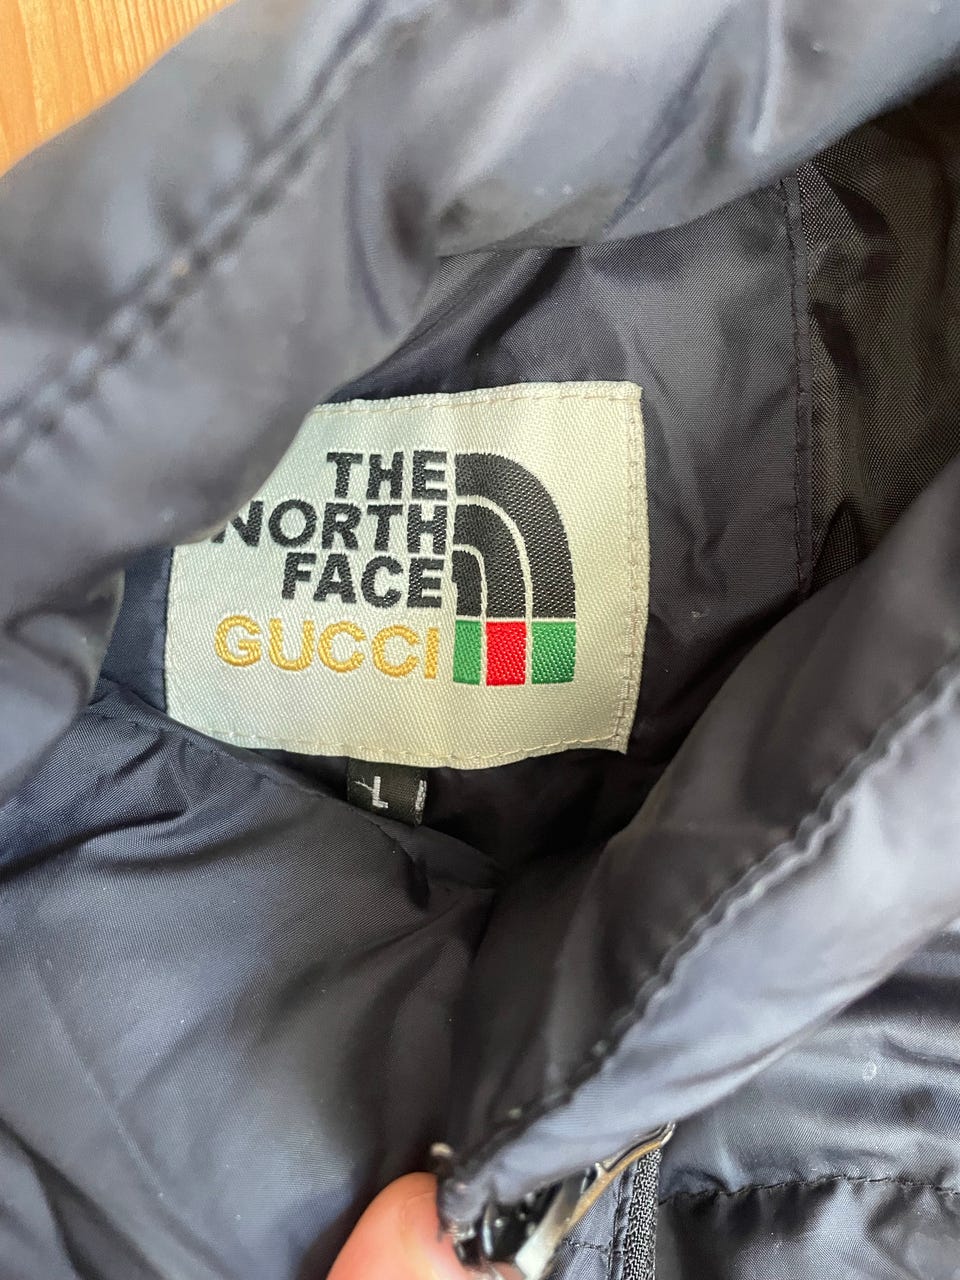 THE
NORTH
FACE
GUCCI
L